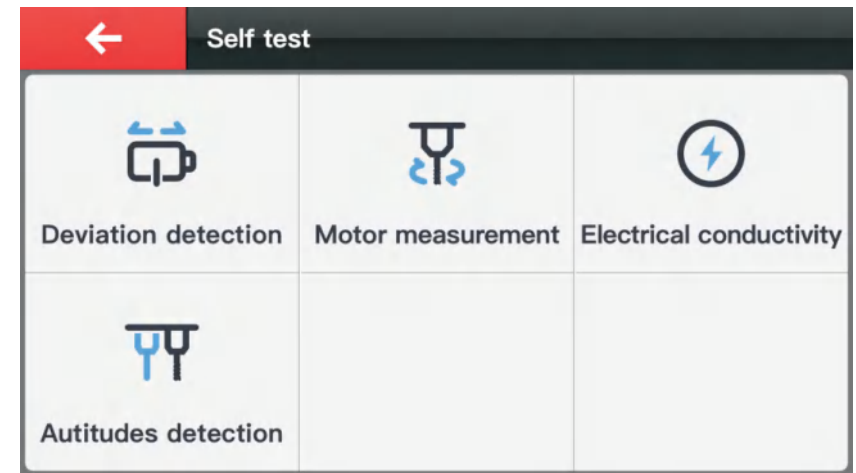 Self test
Deviation detection
Motor measurement
Electrical conductivity
Autitudes detection